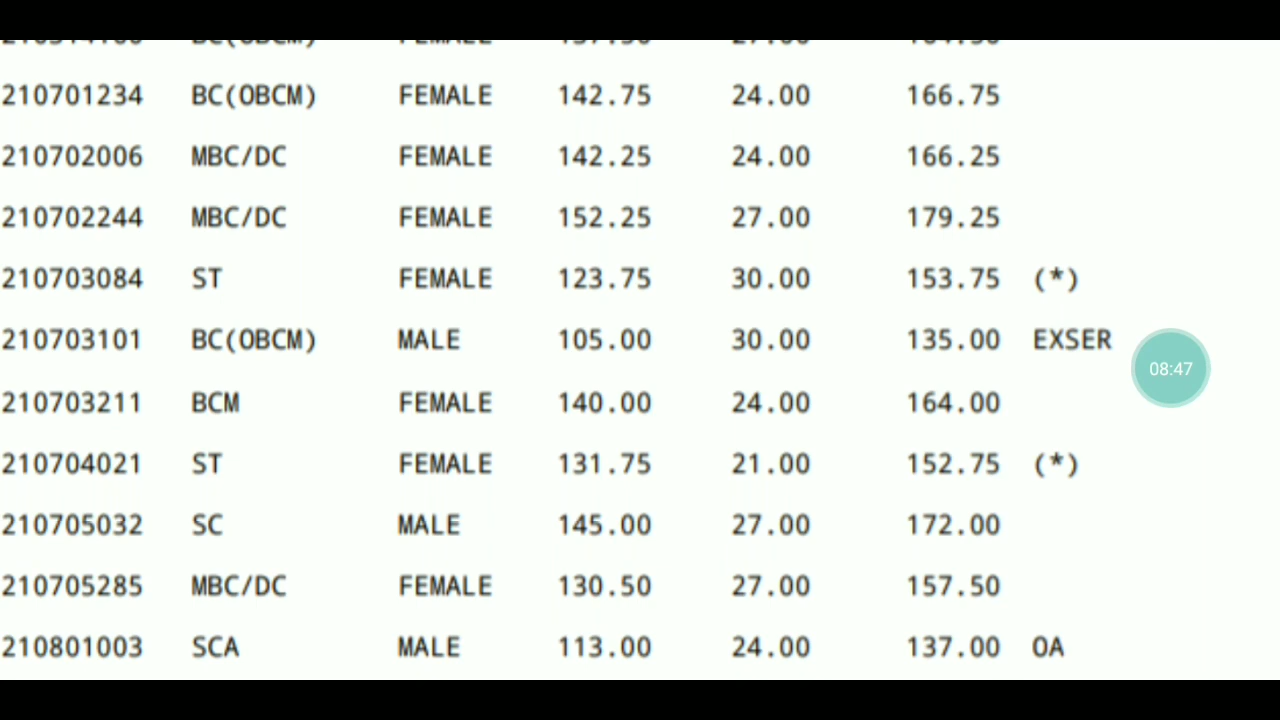 210701234 BC(OBCM) FEMALE 142.75 24.00 166.75
210702006 MBC/DC FEMALE 142.25 24.00 166.25
210702244 MBC/DC FEMALE 152.25 27.00 179.25
210703084 ST FEMALE 123.75 30.00 153.75 (*)
210703101 BC(OBCM) MALE 105.00 30.00 135.00 EXSER
08:47
210703211 BCM FEMALE 140.00 24.00 164.00
210704021 ST FEMALE 131.75 21.00 152.75 (*)
210705032 SC MALE 145.00 27.00 172.00
210705285 MBC/DC FEMALE 130.50 27.00 157.50
210801003 SCA MALE 113.00 24.00 137.00 OA